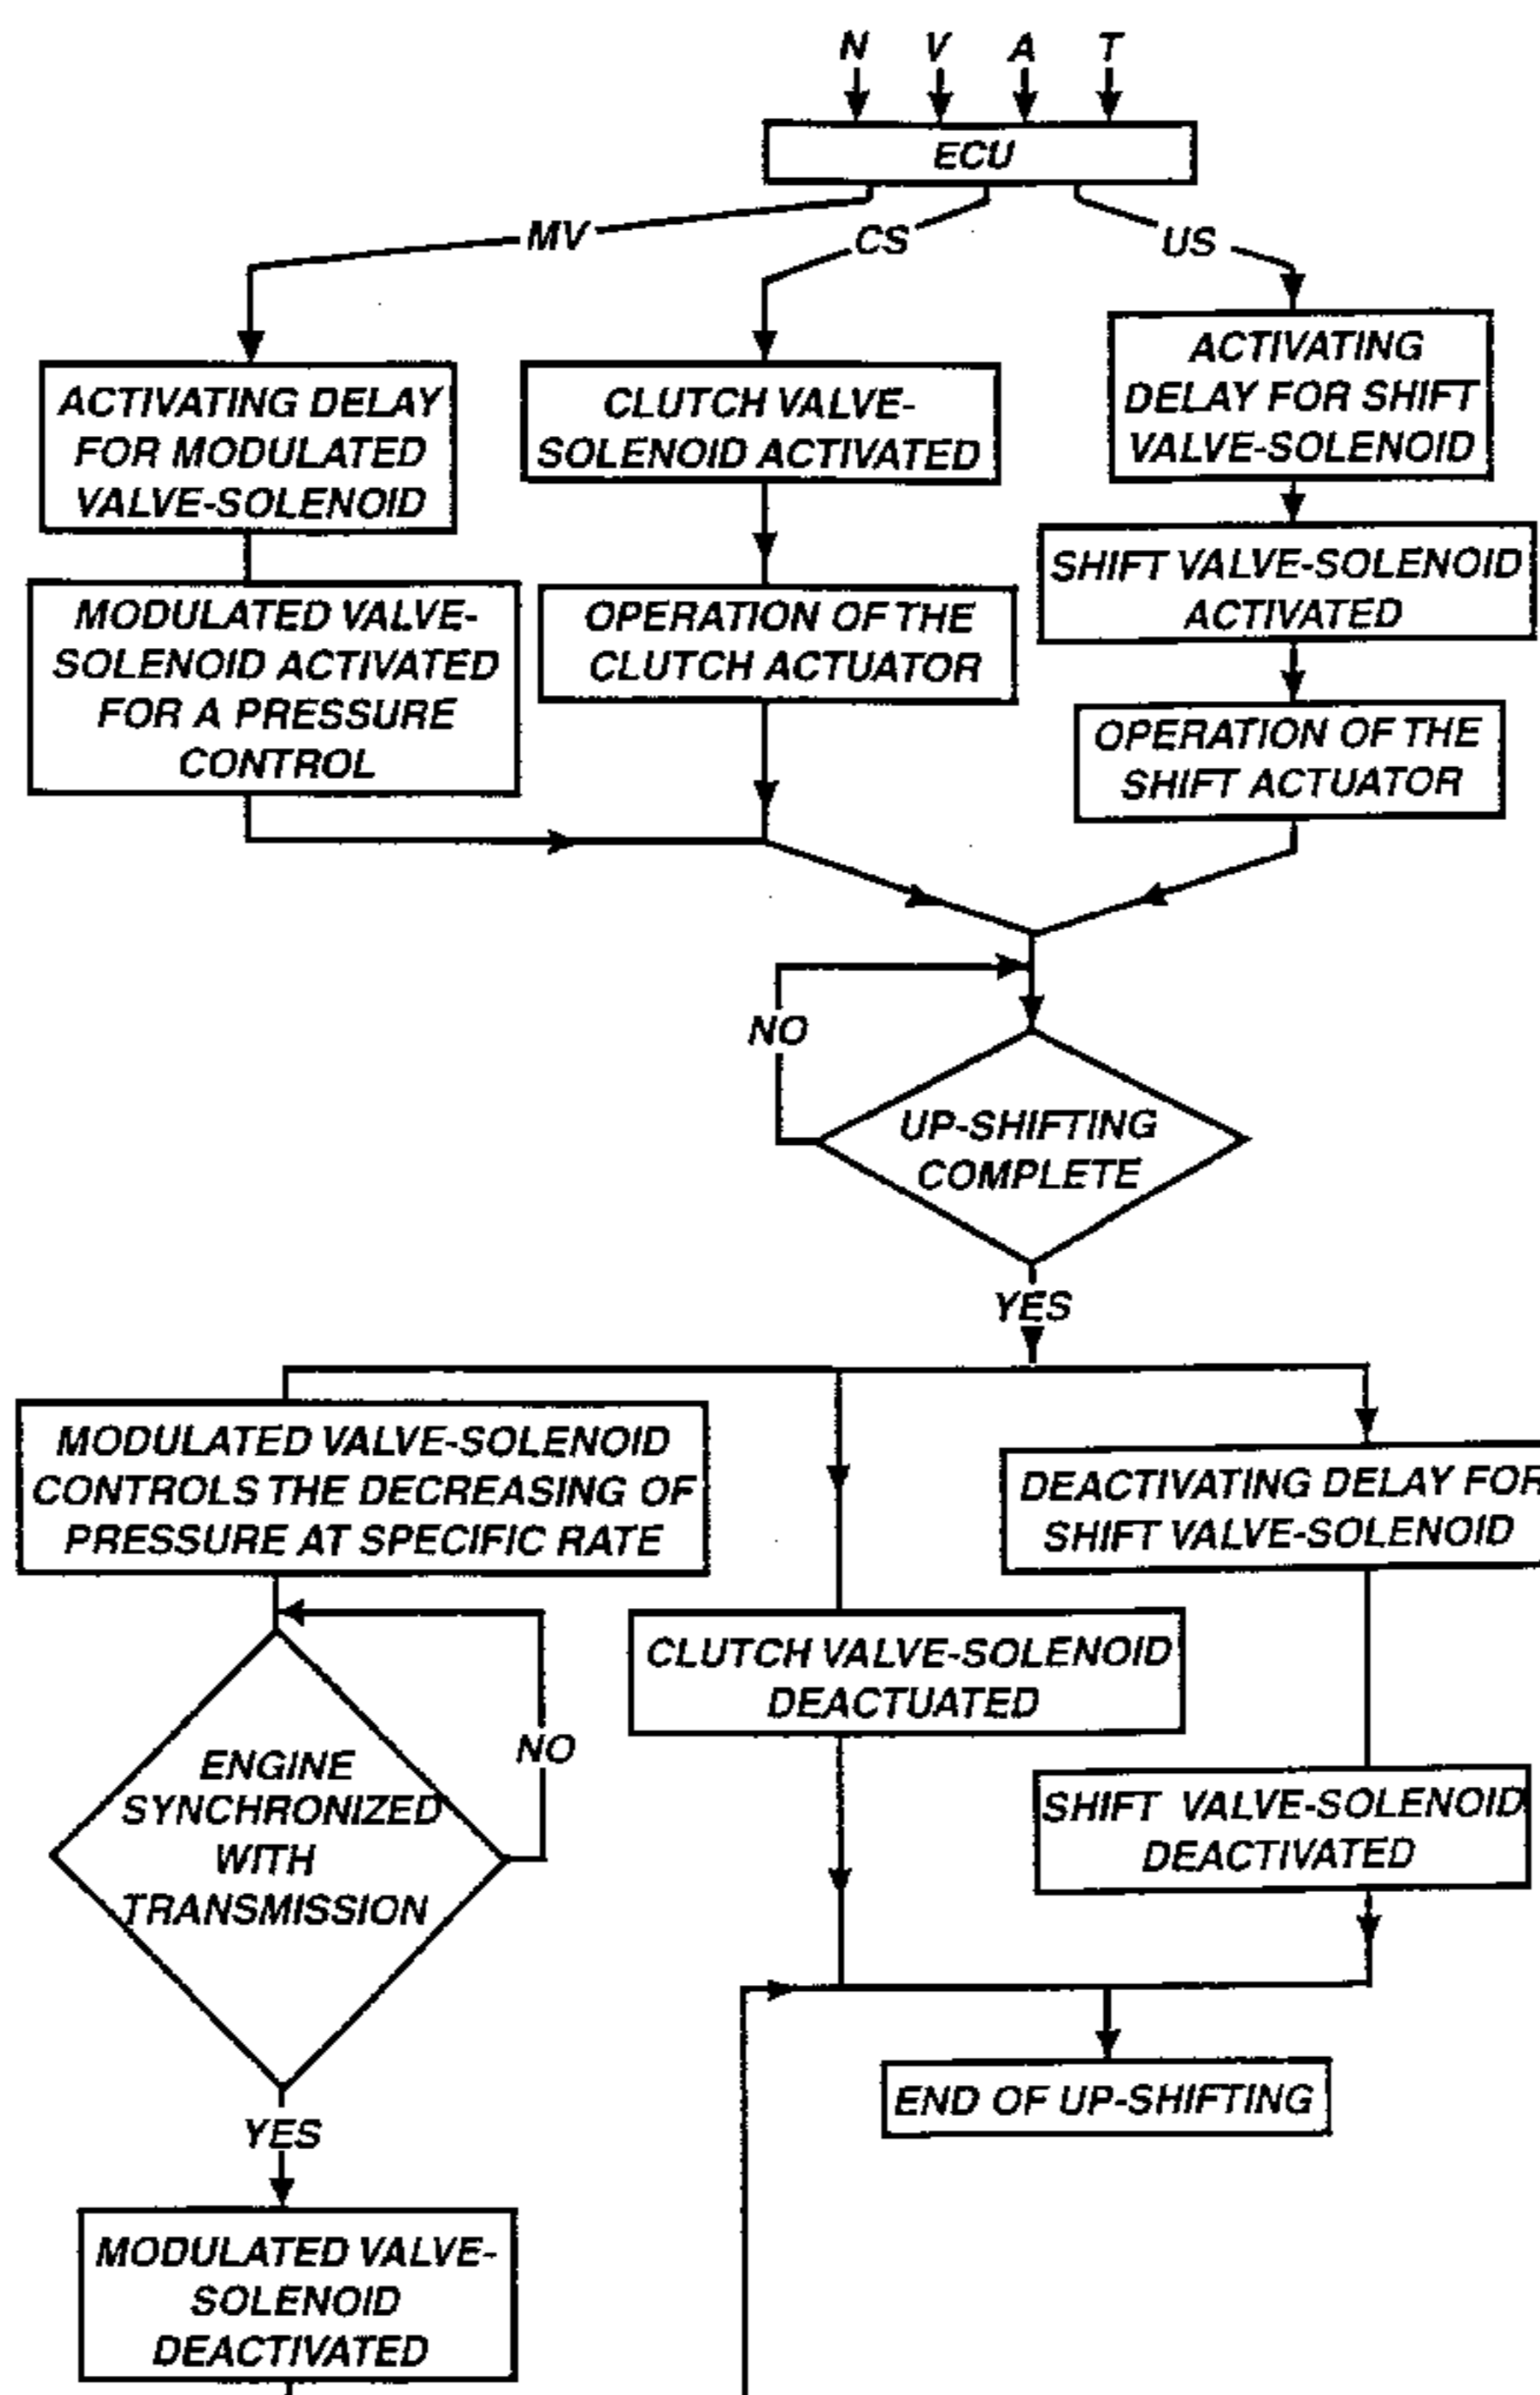 N V A T
ECU
MV CS US
ACTIVATING DELAY
FOR MODULATED
VALVE-SOLENOID
CLUTCH VALVE-
SOLENOID ACTIVATED
ACTIVATING
DELAY FOR SHIFT
VALVE-SOLENOID
MODULATED VALVE-
SOLENOID ACTIVATED
FOR A PRESSURE
CONTROL
OPERATION OF THE
CLUTCH ACTUATOR
SHIFT VALVE-SOLENOID
ACTIVATED
OPERATION OF THE
SHIFT ACTUATOR
NO
UP-SHIFTING
COMPLETE
YES
MODULATED VALVE-SOLENOID
CONTROLS THE DECREASING OF
PRESSURE AT SPECIFIC RATE
DEACTIVATING DELAY FOR
SHIFT VALVE-SOLENOID
CLUTCH VALVE-SOLENOID
DEACTUATED
NO
ENGINE
SYNCHRONIZED
WITH
TRANSMISSION
SHIFT VALVE-SOLENOID
DEACTIVATED
END OF UP-SHIFTING
YES
MODULATED VALVE-
SOLENOID
DEACTIVATED